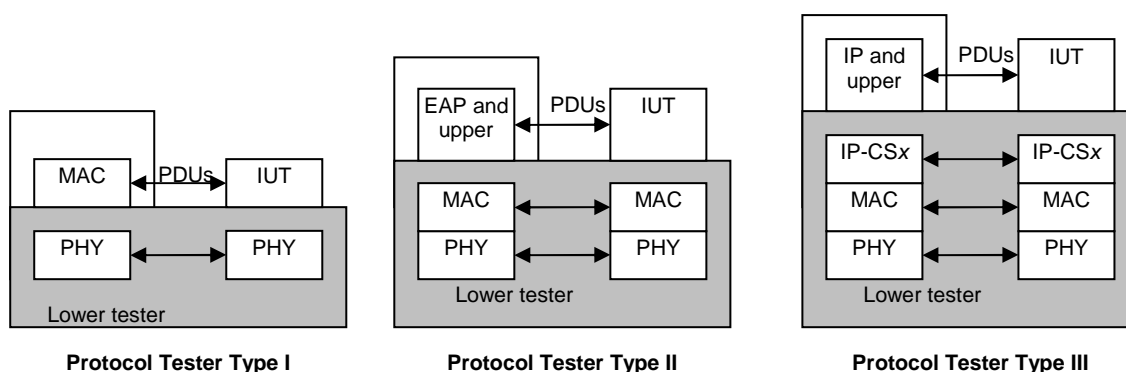 MAC
PDUs
IUT
PHY
PHY
Lower tester
Protocol Tester Type I
EAP and
upper
PDUs
IUT
MAC
MAC
PHY
PHY
Lower tester
Protocol Tester Type II
IP and
upper
PDUs
IUT
IP-CSx
IP-CSx
MAC
MAC
PHY
PHY
Lower tester
Protocol Tester Type III